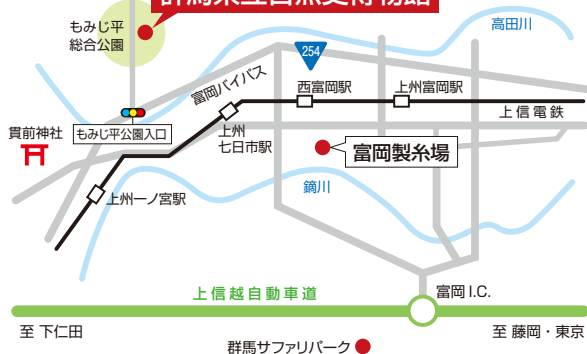 群馬県立自然史博物館
もみじ平
総合公園
高田川
254
富岡バイパス
西富岡駅
上州富岡駅
上信電鉄
もみじ平公園入口
貫前神社
上州
七日市駅
富岡製糸場
鏑川
上州一ノ宮駅
上信越自動車道
富岡 I.C.
至 下仁田
至 藤岡・東京
群馬サファリパーク